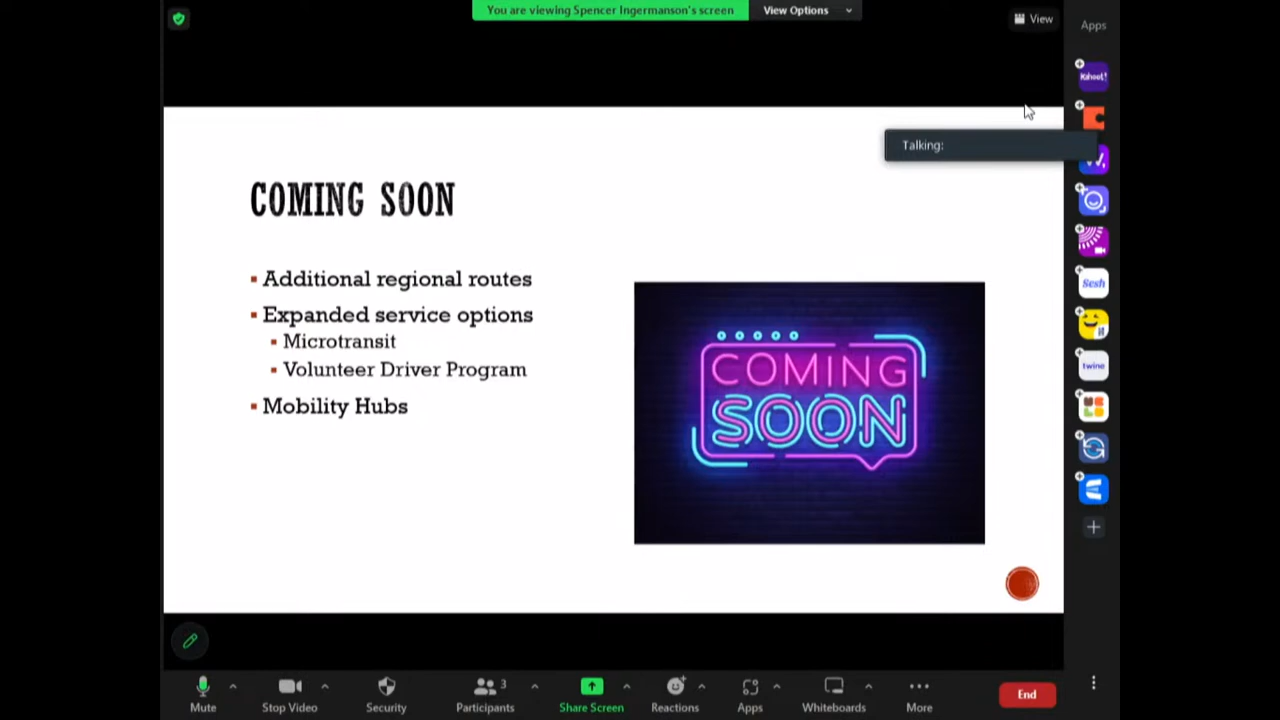 You are viewing Spencer Ingermanson's screen
View Options
View
Apps
Kahoot!
Talking:
W.
COMING SOON
Additional regional routes
Expanded service options
Microtransit
Volunteer Driver Program
Mobility Hubs
COMING
SOON
Sesh
twine
Mute
Stop Video
Security
Participants
3
Share Screen
Reactions
Apps
Whiteboards
More
End